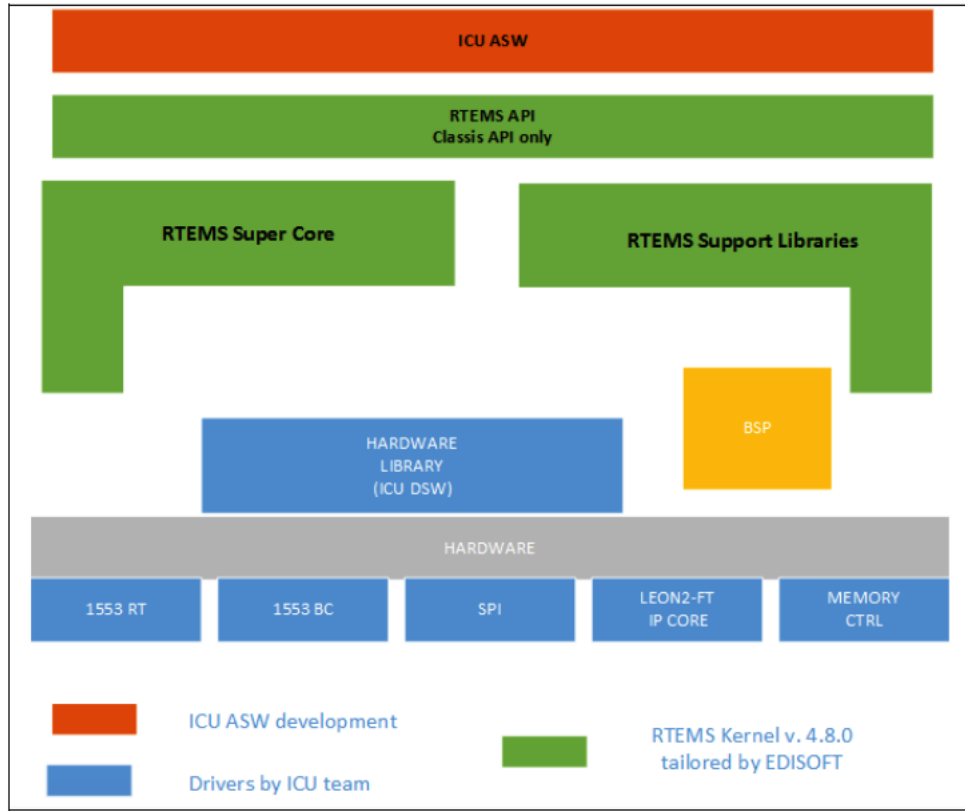 ICU ASW
RTEMS API
Classis API only
RTEMS Super Core
RTEMS Support Libraries
BSP
HARDWARE
LIBRARY
(ICU DSW)
HARDWARE
1553 RT
1553 BC
SPI
LEON2-FT
IP CORE
MEMORY
CTRL
ICU ASW development
RTEMS Kernel v. 4.8.0
tailored by EDISOFT
Drivers by ICU team